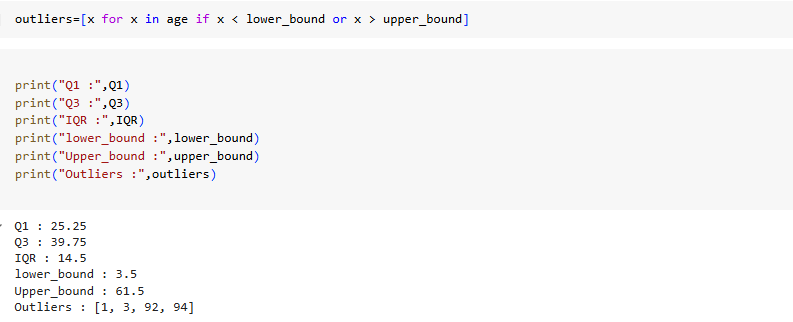 outliers=[x for x in age if x < lower_bound or x > upper_bound]
print("Q1 :",Q1)
print("Q3 :",Q3)
print("IQR :",IQR)
print("lower_bound :",lower_bound)
print("Upper_bound :",upper_bound)
print("Outliers :",outliers)
Q1 : 25.25
Q3 : 39.75
IQR : 14.5
lower_bound : 3.5
Upper_bound : 61.5
Outliers : [1, 3, 92, 94]